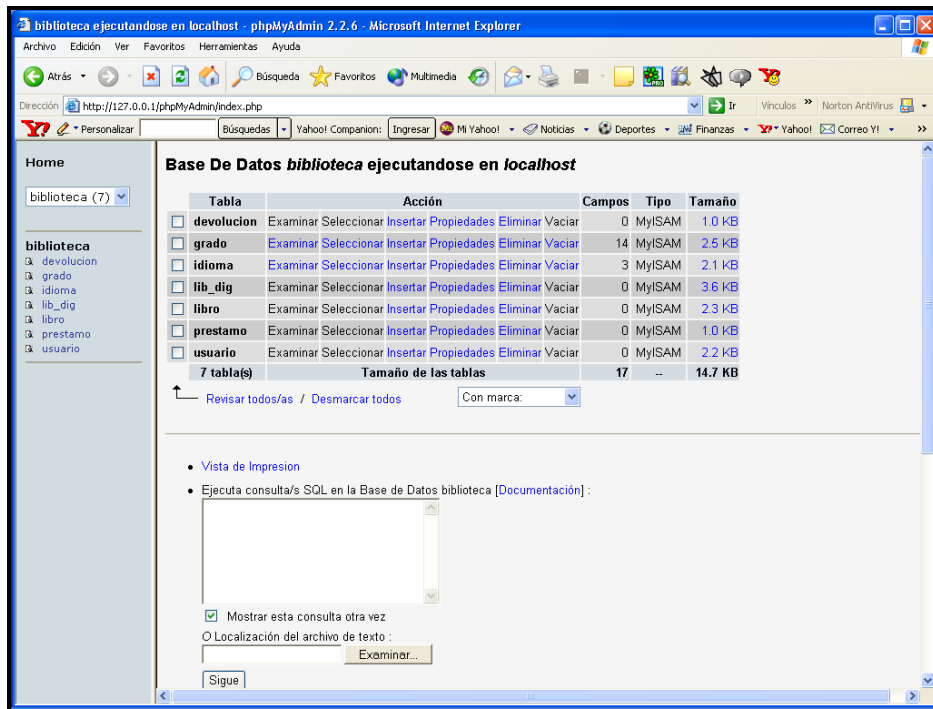 biblioteca ejecutandose en localhost - phpMyAdmin 2.2.6 - Microsoft Internet Explorer
Archivo Edición Ver Favoritos Herramientas Ayuda
Atrás Búsqueda Favoritos Multimedia
Dirección http://127.0.0.1/phpMyAdmin/index.php Ir Vínculos » Norton AntiVirus
Y! Personalizar Búsquedas Yahoo! Companion: Ingresar Mi Yahoo! Noticias Deportes Finanzas Y? Yahoo! Correo Y! »
Home
biblioteca (7)
biblioteca
devolucion
grado
idioma
lib_dig
libro
prestamo
usuario
Base De Datos biblioteca ejecutandose en localhost
Tabla Acción Campos Tipo Tamaño
devolucion Examinar Seleccionar Insertar Propiedades Eliminar Vaciar 0 MyISAM 1.0 KB
grado Examinar Seleccionar Insertar Propiedades Eliminar Vaciar 14 MyISAM 2.5 KB
idioma Examinar Seleccionar Insertar Propiedades Eliminar Vaciar 3 MyISAM 2.1 KB
lib_dig Examinar Seleccionar Insertar Propiedades Eliminar Vaciar 0 MyISAM 3.6 KB
libro Examinar Seleccionar Insertar Propiedades Eliminar Vaciar 0 MyISAM 2.3 KB
prestamo Examinar Seleccionar Insertar Propiedades Eliminar Vaciar 0 MyISAM 1.0 KB
usuario Examinar Seleccionar Insertar Propiedades Eliminar Vaciar 0 MyISAM 2.2 KB
7 tabla(s) Tamaño de las tablas 17 -- 14.7 KB
Revisar todos/as / Desmarcar todos Con marca:
• Vista de Impresion
• Ejecuta consulta/s SQL en la Base de Datos biblioteca [Documentación] :
Mostrar esta consulta otra vez
O Localización del archivo de texto :
Examinar...
Sigue